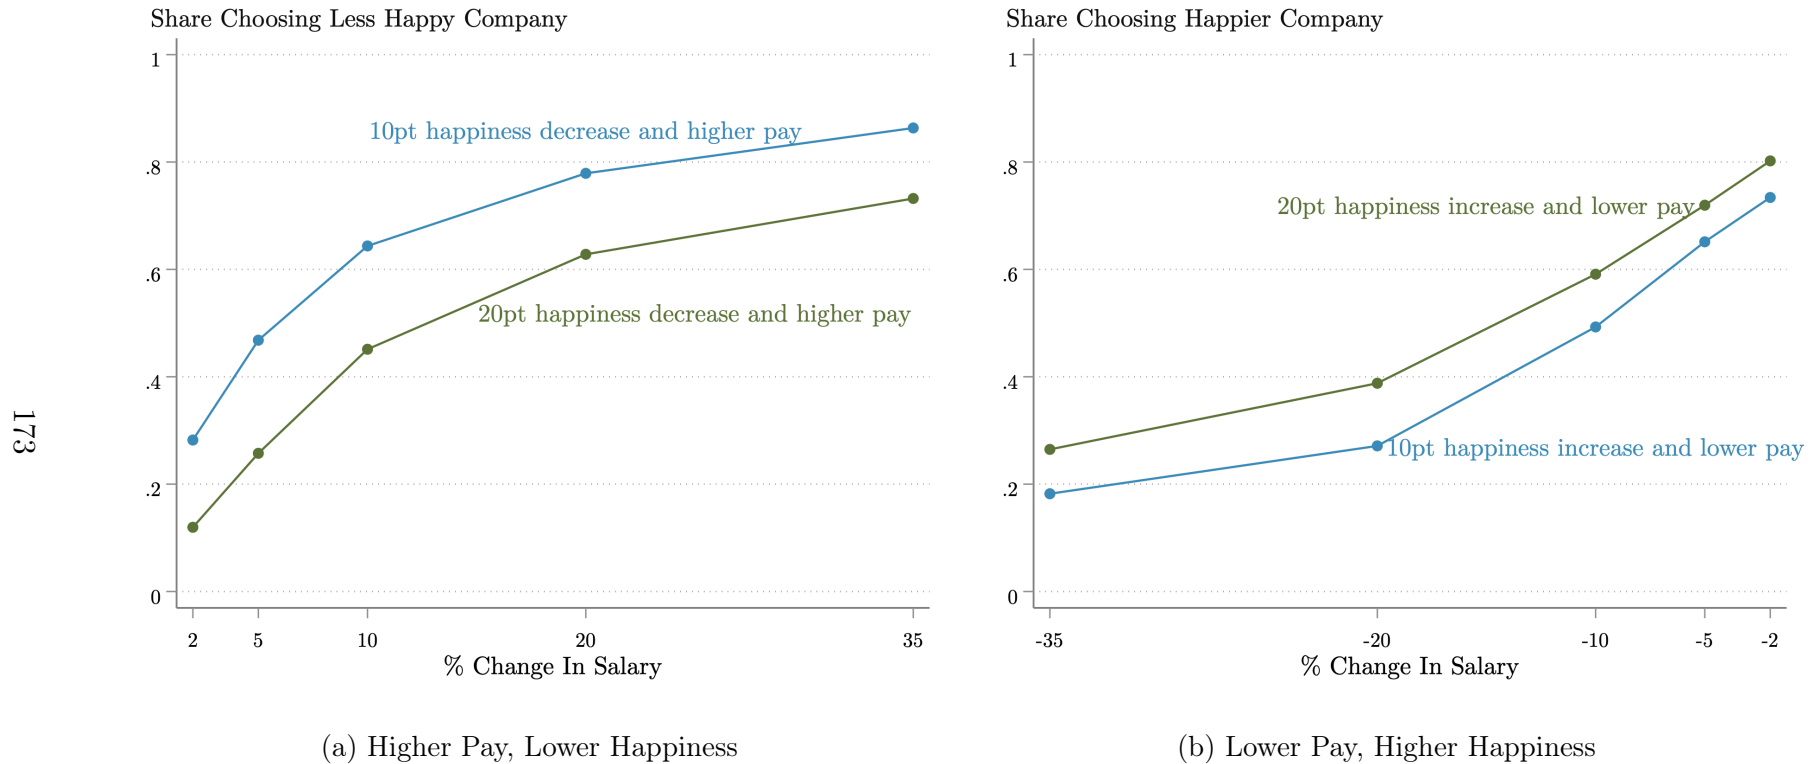 Share Choosing Less Happy Company
1
.8
.6
.4
.2
0
10pt happiness decrease and higher pay
20pt happiness decrease and higher pay
2 5 10 20 35
% Change In Salary
(a) Higher Pay, Lower Happiness
Share Choosing Happier Company
1
.8
.6
.4
.2
0
20pt happiness increase and lower pay
10pt happiness increase and lower pay
-35 -20 -10 -5 -2
% Change In Salary
(b) Lower Pay, Higher Happiness
173